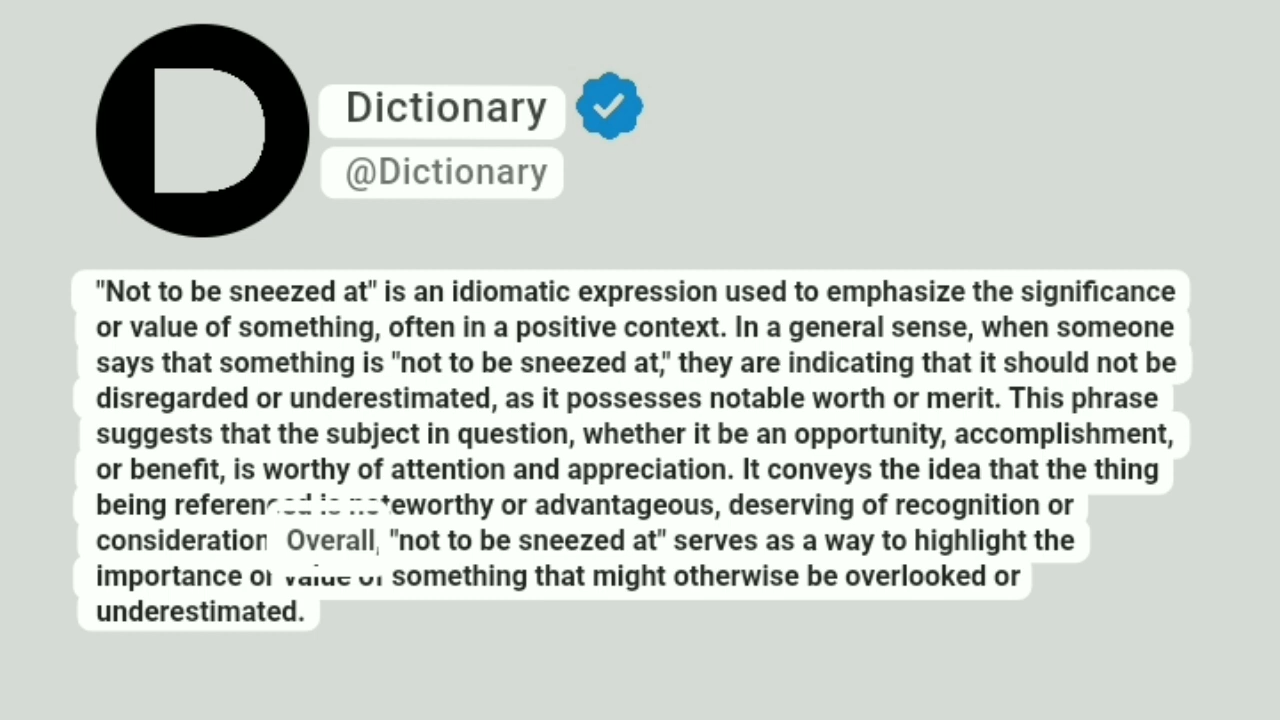 D
Dictionary
@Dictionary
"Not to be sneezed at" is an idiomatic expression used to emphasize the significance
or value of something, often in a positive context. In a general sense, when someone
says that something is "not to be sneezed at," they are indicating that it should not be
disregarded or underestimated, as it possesses notable worth or merit. This phrase
suggests that the subject in question, whether it be an opportunity, accomplishment,
or benefit, is worthy of attention and appreciation. It conveys the idea that the thing
being referenced is noteworthy or advantageous, deserving of recognition or
consideration Overall, "not to be sneezed at" serves as a way to highlight the
importance or value of something that might otherwise be overlooked or
underestimated.